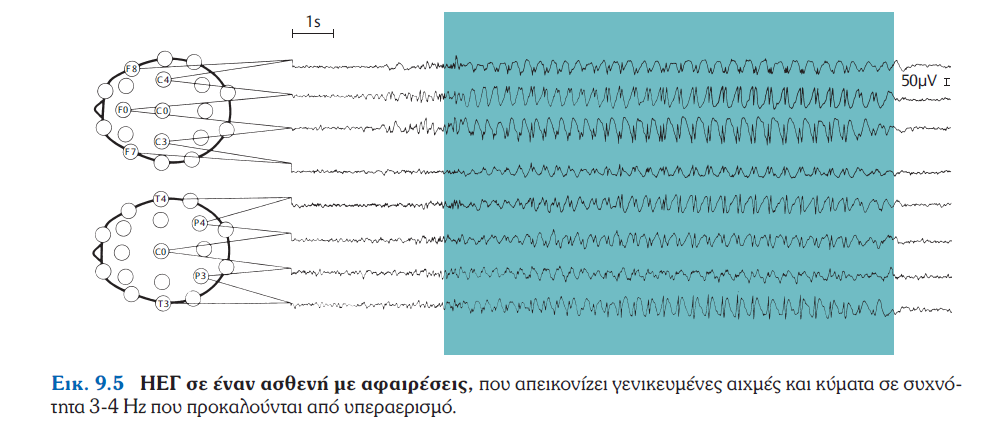 1s
50μV
F8
C4
F0
C0
C3
F7
T4
P4
C0
P3
T3
Εικ. 9.5 ΗΕΓ σε έναν ασθενή με αφαιρέσεις, που απεικονίζει γενικευμένες αιχμές και κύματα σε συχνό-
τητα 3-4 Hz που προκαλούνται από υπεραερισμό.